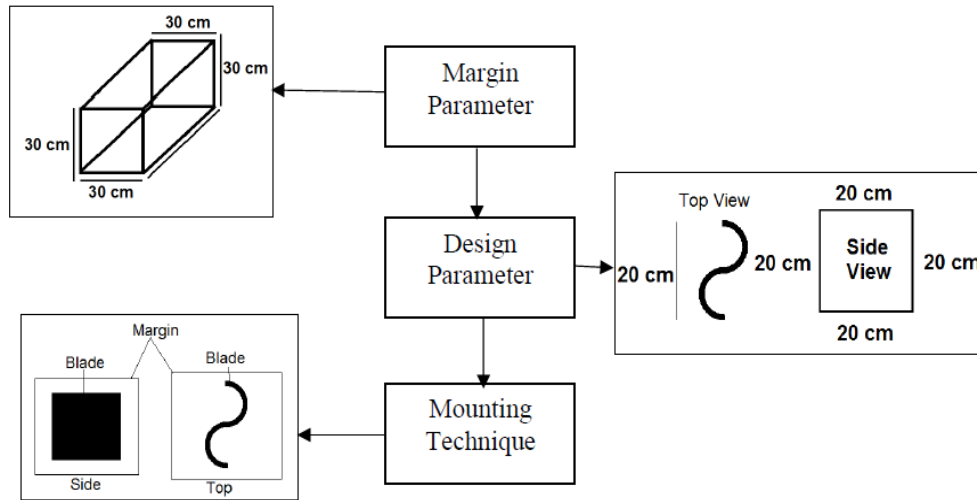 30 cm
30 cm
30 cm
30 cm
Margin
Parameter
Design
Parameter
Top View
20 cm
20 cm
20 cm
Side
View
20 cm
20 cm
Margin
Blade
Blade
Side
Top
Mounting
Technique